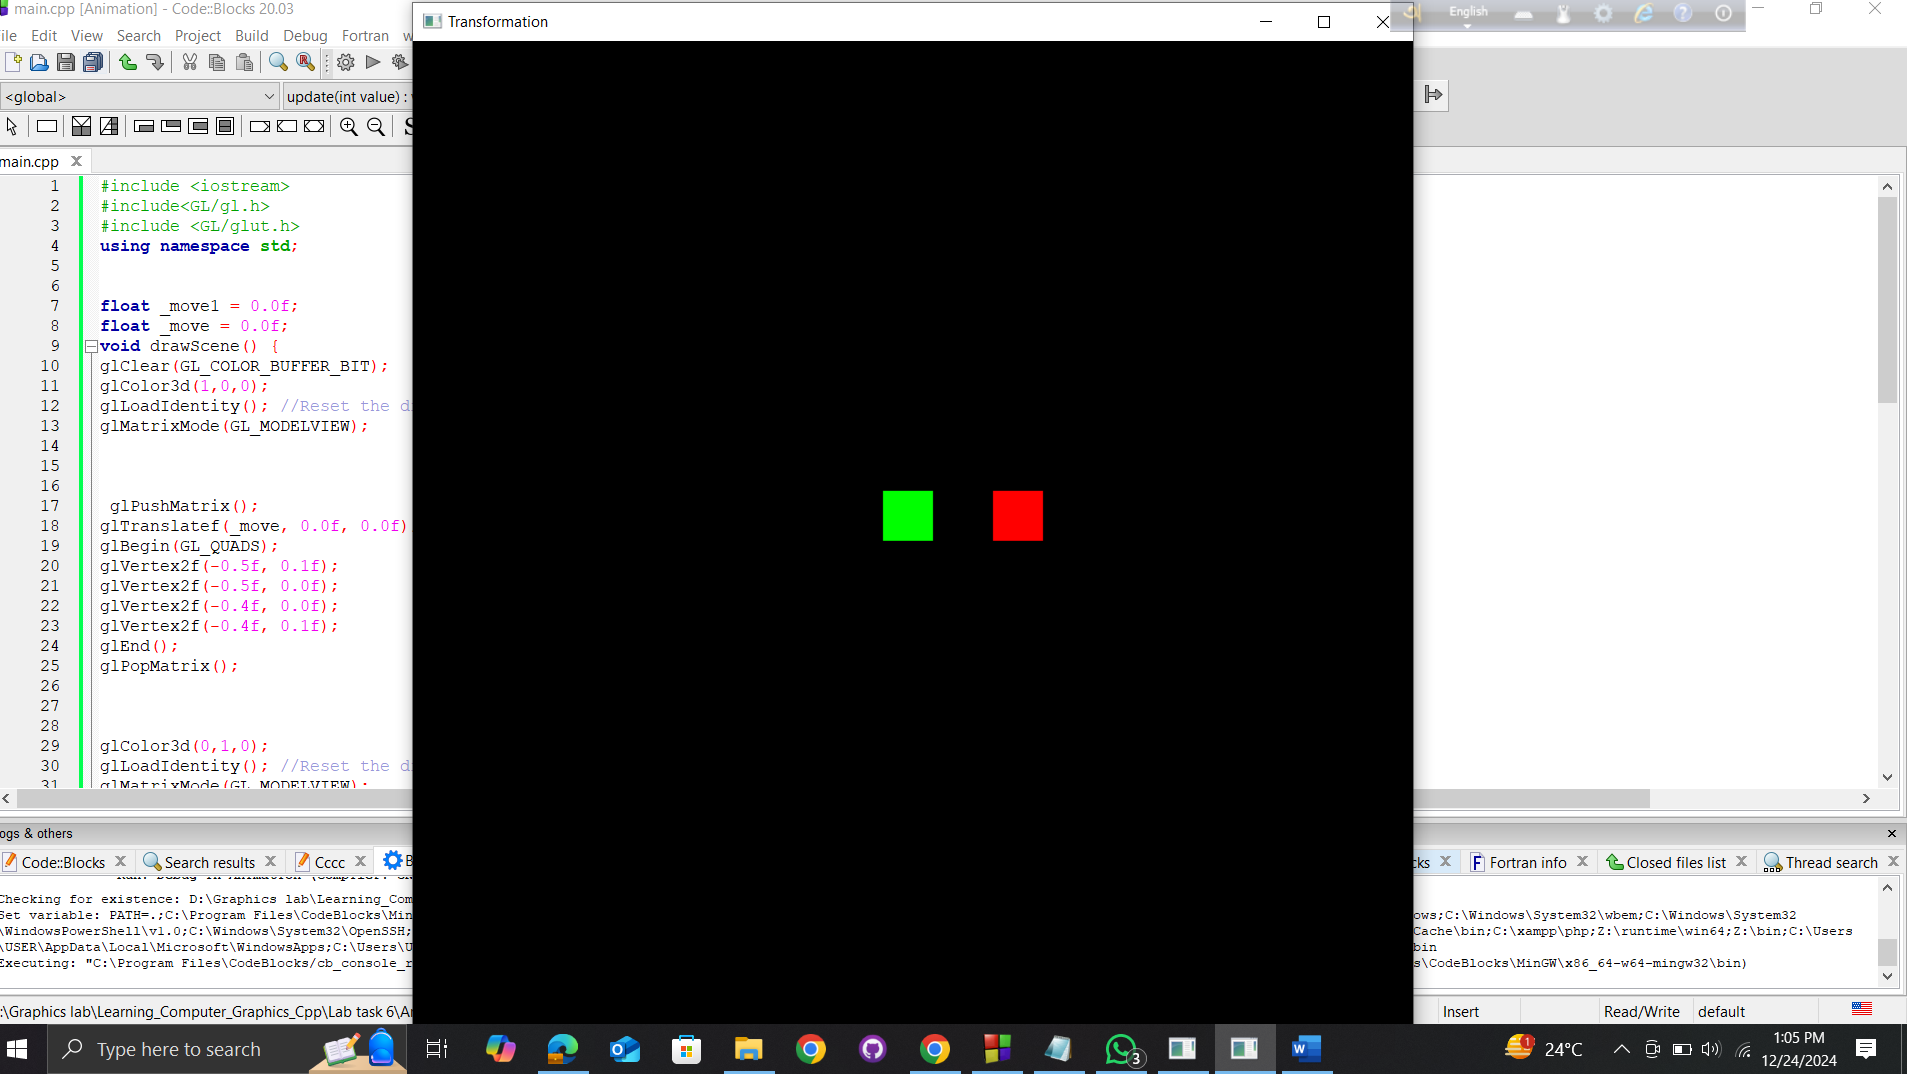 main.cpp [Animation] - Code::Blocks 20.03
Transformation
English
ile Edit View Search Project Build Debug Fortran w
<global>
update(int value) :
S
main.cpp
1 #include <iostream>
2 #include<GL/gl.h>
3 #include <GL/glut.h>
4 using namespace std;
5
6
7 float _move1 = 0.0f;
8 float _move = 0.0f;
9 void drawScene() {
10 glClear(GL_COLOR_BUFFER_BIT);
11 glColor3d(1,0,0);
12 glLoadIdentity(); //Reset the d
13 glMatrixMode(GL_MODELVIEW);
14
15
16
17 glPushMatrix();
18 glTranslatef(_move, 0.0f, 0.0f)
19 glBegin(GL_QUADS);
20 glVertex2f(-0.5f, 0.1f);
21 glVertex2f(-0.5f, 0.0f);
22 glVertex2f(-0.4f, 0.0f);
23 glVertex2f(-0.4f, 0.1f);
24 glEnd();
25 glPopMatrix();
26
27
28
29 glColor3d(0,1,0);
30 glLoadIdentity(); //Reset the d
31 glMatrixMode(GL_MODELVIEW);
ogs & others
Code::Blocks Search results Cccc B
cks Fortran info Closed files list Thread search
Checking for existence: D:\Graphics lab\Learning_Com
Set variable: PATH=.;C:\Program Files\CodeBlocks\Min
ows;C:\Windows\System32\wbem;C:\Windows\System32
\WindowsPowerShell\v1.0;C:\Windows\System32\OpenSSH;
Cache\bin;C:\xampp\php;Z:\runtime\win64;Z:\bin;C:\Users
\USER\AppData\Local\Microsoft\WindowsApps;C:\Users\U
bin
Executing: "C:\Program Files\CodeBlocks/cb_console_r
s\CodeBlocks\MinGW\x86_64-w64-mingw32\bin)
:\Graphics lab\Learning_Computer_Graphics_Cpp\Lab task 6\An
Insert Read/Write default
Type here to search
3
1
24°C
1:05 PM
12/24/2024